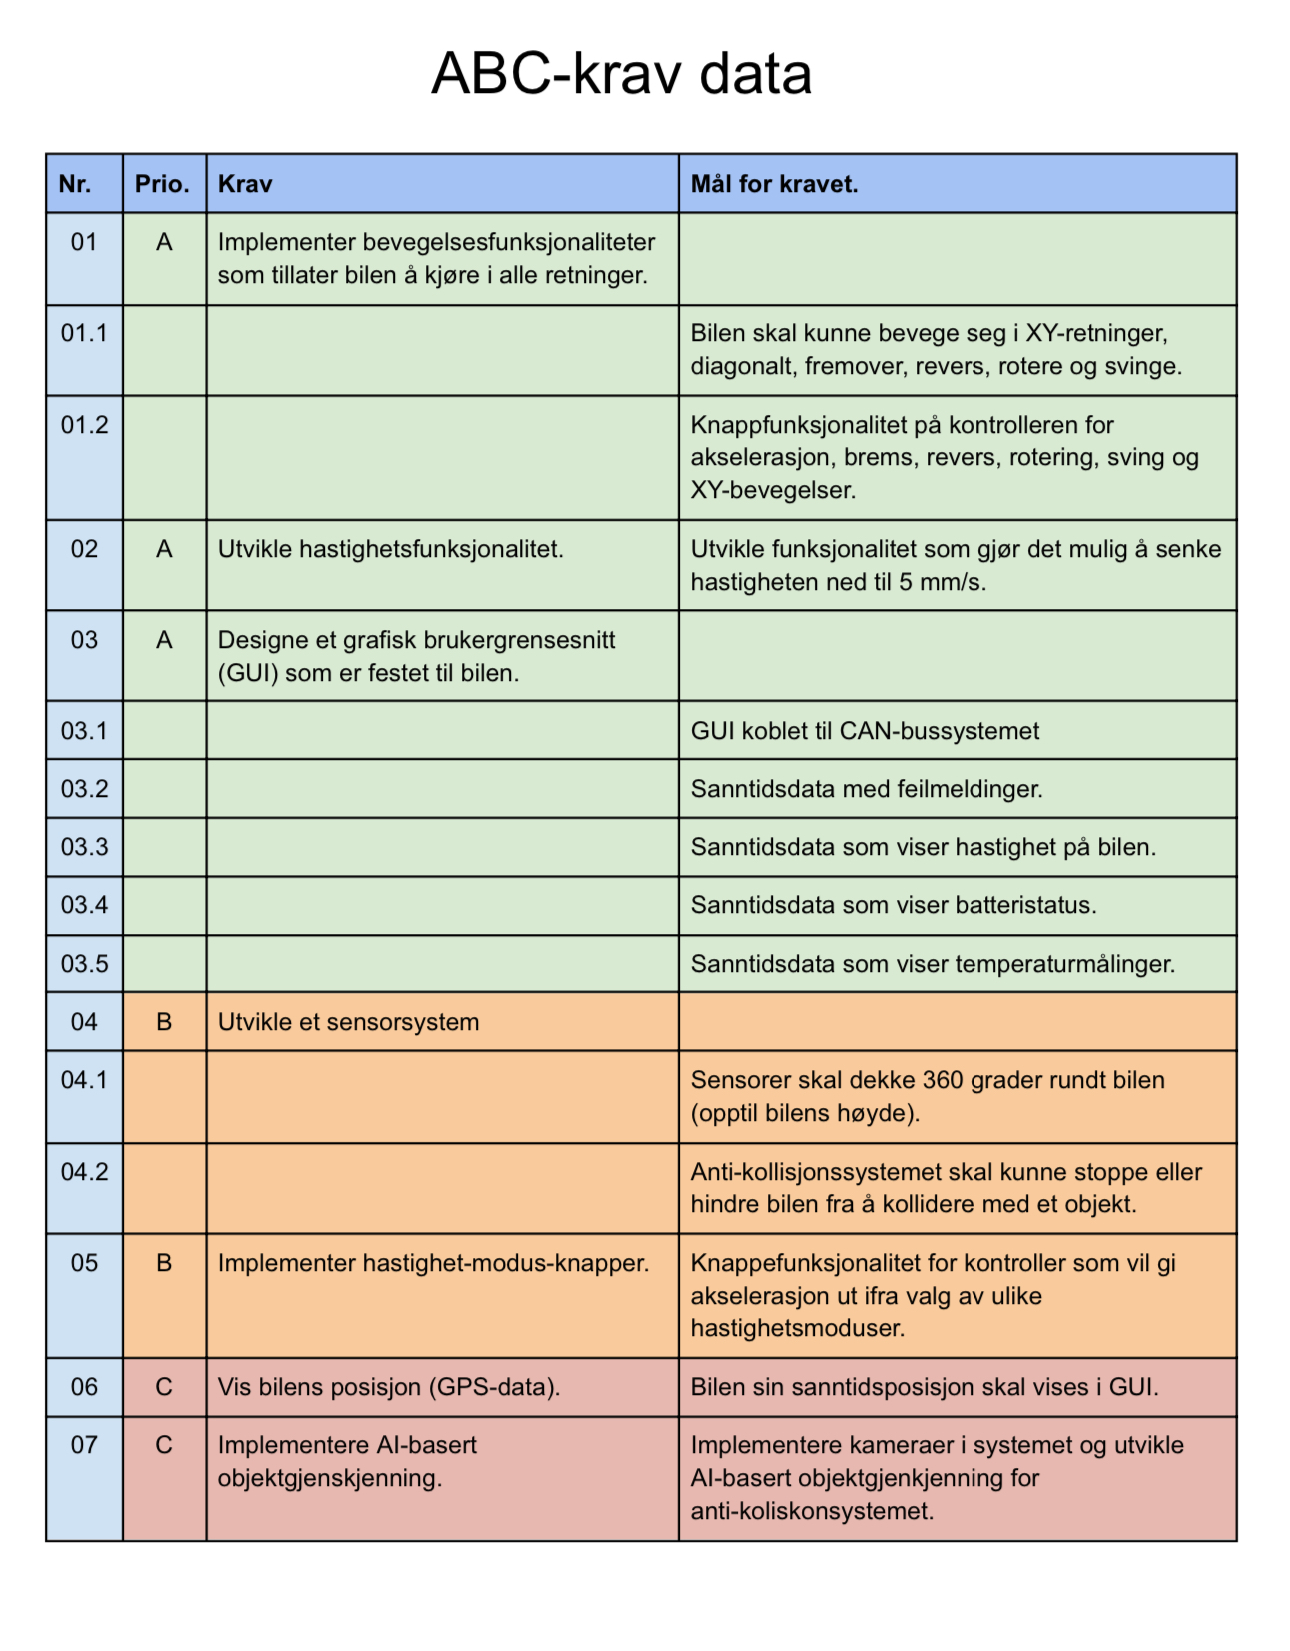 ABC-krav data
Nr. Prio. Krav Mål for kravet.
01 A Implementer bevegelsesfunksjonaliteter
som tillater bilen å kjøre i alle retninger.
01.1 Bilen skal kunne bevege seg i XY-retninger,
diagonalt, fremover, revers, rotere og svinge.
01.2 Knappfunksjonalitet på kontrolleren for
akselerasjon, brems, revers, rotering, sving og
XY-bevegelser.
02 A Utvikle hastighetsfunksjonalitet. Utvikle funksjonalitet som gjør det mulig å senke
hastigheten ned til 5 mm/s.
03 A Designe et grafisk brukergrensesnitt
(GUI) som er festet til bilen.
03.1 GUI koblet til CAN-bussystemet
03.2 Sanntidsdata med feilmeldinger.
03.3 Sanntidsdata som viser hastighet på bilen.
03.4 Sanntidsdata som viser batteristatus.
03.5 Sanntidsdata som viser temperaturmålinger.
04 B Utvikle et sensorsystem
04.1 Sensorer skal dekke 360 grader rundt bilen
(opptil bilens høyde).
04.2 Anti-kollisjonssystemet skal kunne stoppe eller
hindre bilen fra å kollidere med et objekt.
05 B Implementer hastighet-modus-knapper. Knappefunksjonalitet for kontroller som vil gi
akselerasjon ut ifra valg av ulike
hastighetsmoduser.
06 C Vis bilens posisjon (GPS-data). Bilen sin sanntidsposisjon skal vises i GUI.
07 C Implementere AI-basert Implementere kameraer i systemet og utvikle
objektgjenskjenning. AI-basert objektgjenkjenning for
anti-koliskonsystemet.